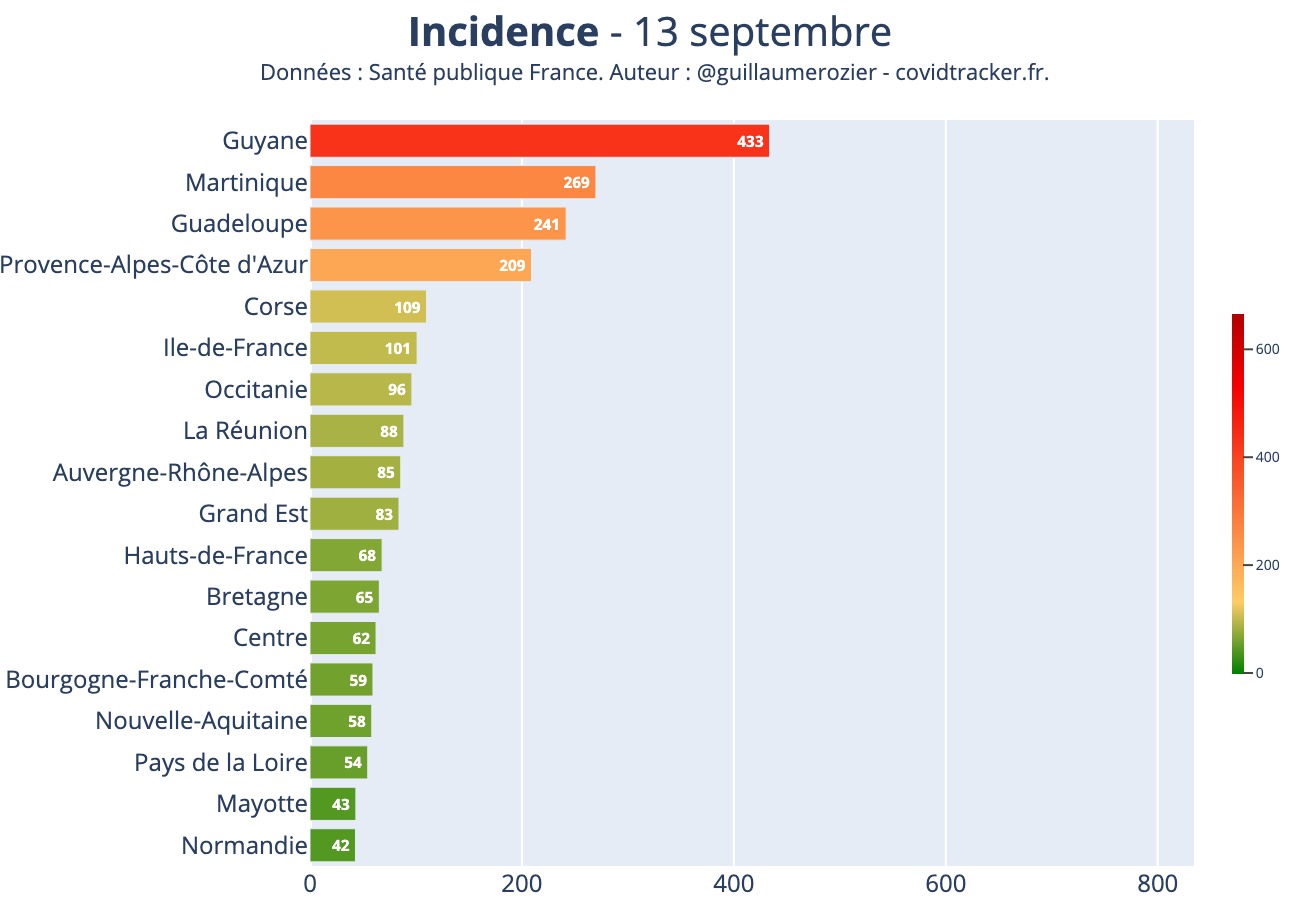 Incidence - 13 septembre
Données : Santé publique France. Auteur : @guillaumerozier - covidtracker.fr.
Guyane 433
Martinique 269
Guadeloupe 241
Provence-Alpes-Côte d'Azur 209
Corse 109
Ile-de-France 101
Occitanie 96
La Réunion 88
Auvergne-Rhône-Alpes 85
Grand Est 83
Hauts-de-France 68
Bretagne 65
Centre 62
Bourgogne-Franche-Comté 59
Nouvelle-Aquitaine 58
Pays de la Loire 54
Mayotte 43
Normandie 42
0 200 400 600 800
600
400
200
0